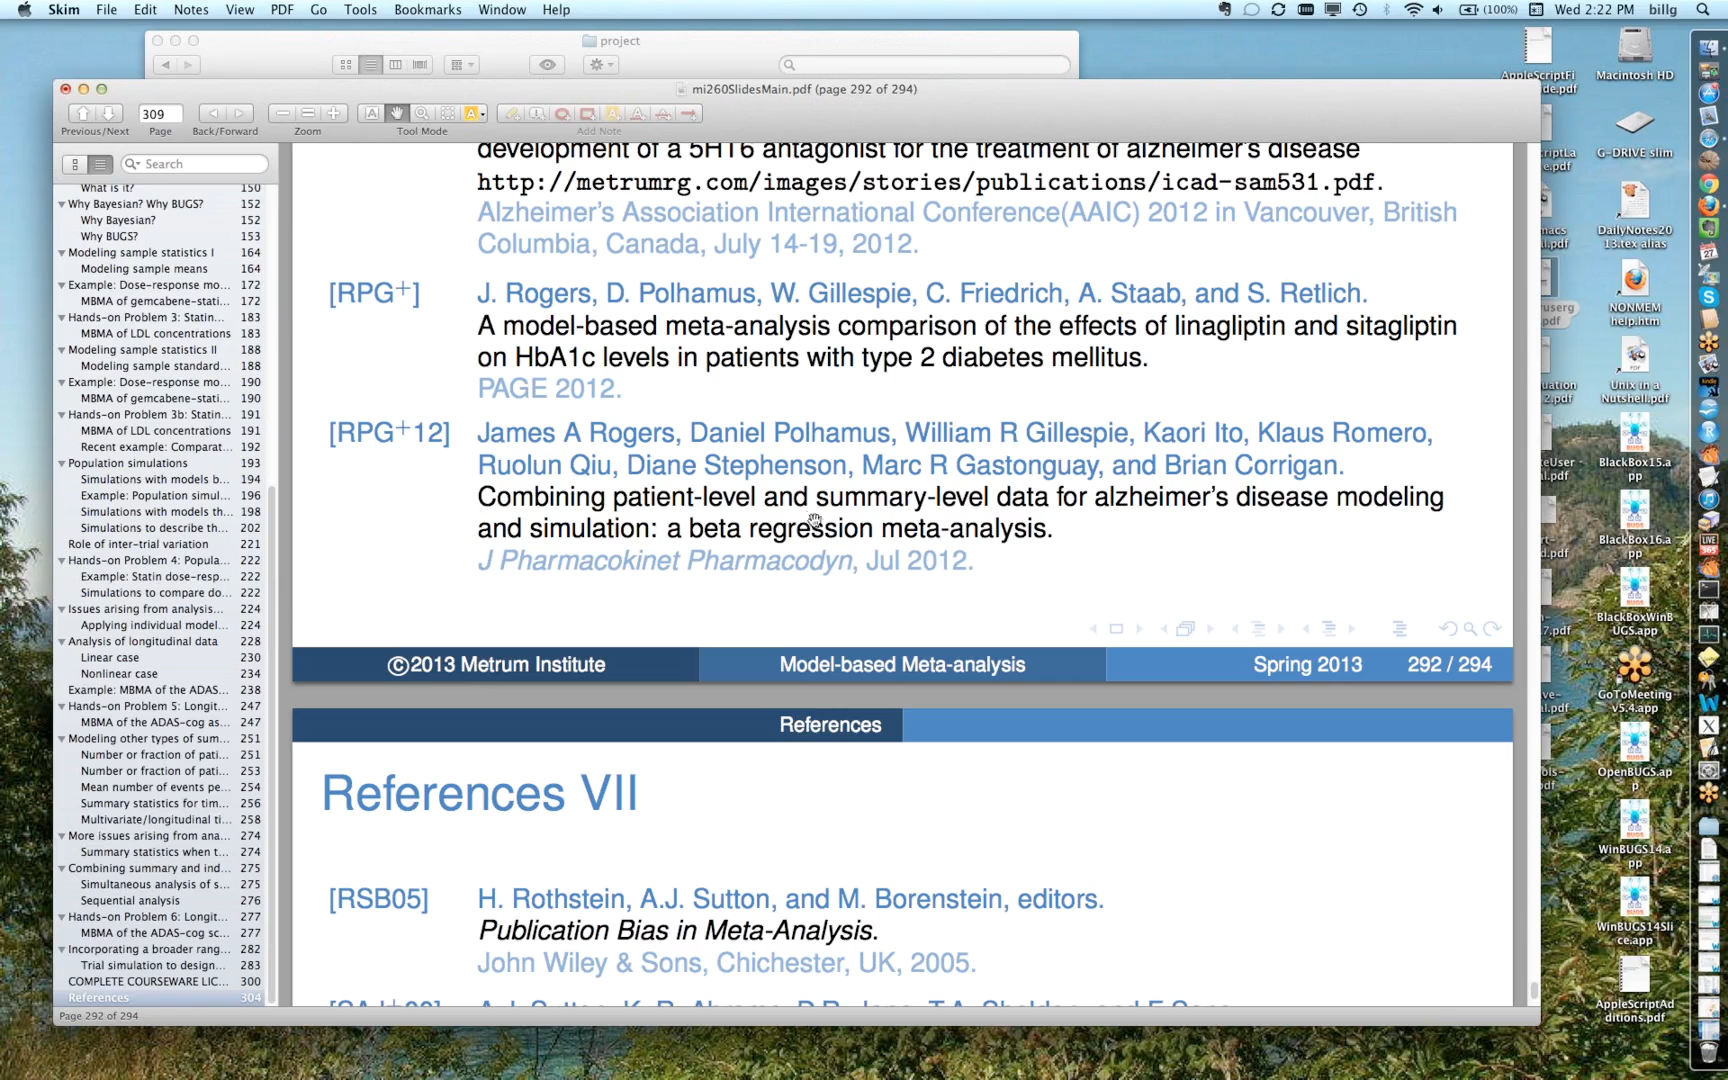 Skim File Edit Notes View PDF Go Tools Bookmarks Window Help
(100%) Wed 2:22 PM billg
project
mi260SlidesMain.pdf (page 292 of 294)
309
Previous/Next Page Back/Forward Zoom Tool Mode Add Note
Search
What is it? 150
Why Bayesian? Why BUGS? 152
Why Bayesian? 152
Why BUGS? 153
Modeling sample statistics I 164
Modeling sample means 164
Example: Dose-response mo... 172
MBMA of gemcabene-stati... 172
Hands-on Problem 3: Statin... 183
MBMA of LDL concentrations 183
Modeling sample statistics II 188
Modeling sample standard... 188
Example: Dose-response mo... 190
MBMA of gemcabene-stati... 190
Hands-on Problem 3b: Statin... 191
MBMA of LDL concentrations 191
Recent example: Comparat... 192
Population simulations 193
Simulations with models b... 194
Example: Population simul... 196
Simulations with models th... 198
Simulations to describe th... 202
Role of inter-trial variation 221
Hands-on Problem 4: Popula... 222
Example: Statin dose-resp... 222
Simulations to compare do... 222
Issues arising from analysis... 224
Applying individual model... 224
Analysis of longitudinal data 228
Linear case 230
Nonlinear case 234
Example: MBMA of the ADAS... 238
Hands-on Problem 5: Longit... 247
MBMA of the ADAS-cog as... 247
Modeling other types of sum... 251
Number or fraction of pati... 251
Number or fraction of pati... 253
Mean number of events pe... 254
Summary statistics for tim... 256
Multivariate/longitudinal ti... 258
More issues arising from ana... 274
Summary statistics when t... 274
Combining summary and ind... 275
Simultaneous analysis of s... 275
Sequential analysis 276
Hands-on Problem 6: Longit... 277
MBMA of the ADAS-cog sc... 277
Incorporating a broader rang... 282
Trial simulation to design... 283
COMPLETE COURSEWARE LIC... 300
References 304
Page 292 of 294
development of a 5HT6 antagonist for the treatment of alzheimer's disease
http://metrumrg.com/images/stories/publications/icad-sam531.pdf.
Alzheimer's Association International Conference(AAIC) 2012 in Vancouver, British
Columbia, Canada, July 14-19, 2012.
[RPG+] J. Rogers, D. Polhamus, W. Gillespie, C. Friedrich, A. Staab, and S. Retlich.
A model-based meta-analysis comparison of the effects of linagliptin and sitagliptin
on HbA1c levels in patients with type 2 diabetes mellitus.
PAGE 2012.
[RPG+12] James A Rogers, Daniel Polhamus, William R Gillespie, Kaori Ito, Klaus Romero,
Ruolun Qiu, Diane Stephenson, Marc R Gastonguay, and Brian Corrigan.
Combining patient-level and summary-level data for alzheimer's disease modeling
and simulation: a beta regression meta-analysis.
J Pharmacokinet Pharmacodyn, Jul 2012.
©2013 Metrum Institute Model-based Meta-analysis Spring 2013 292 / 294
References
References VII
[RSB05] H. Rothstein, A.J. Sutton, and M. Borenstein, editors.
Publication Bias in Meta-Analysis.
John Wiley & Sons, Chichester, UK, 2005.
Macintosh HD
G-DRIVE slim
DailyNotes20
13.tex alias
NONMEM
help.htm
Unix in a
Nutshell.pdf
BlackBox15.a
pp
BlackBox16.a
pp
BlackBoxWinB
UGS.app
GoToMeeting
v5.4.app
OpenBUGS.ap
p
WinBUGS14.a
pp
WinBUGS14Sli
ce.app
AppleScriptAd
ditions.pdf